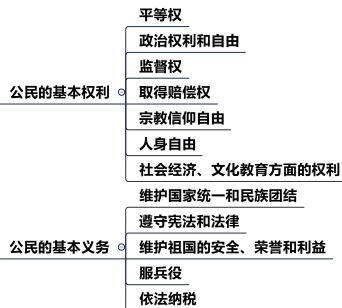 公民的基本权利
平等权
政治权利和自由
监督权
取得赔偿权
宗教信仰自由
人身自由
社会经济、文化教育方面的权利
公民的基本义务
维护国家统一和民族团结
遵守宪法和法律
维护祖国的安全、荣誉和利益
服兵役
依法纳税